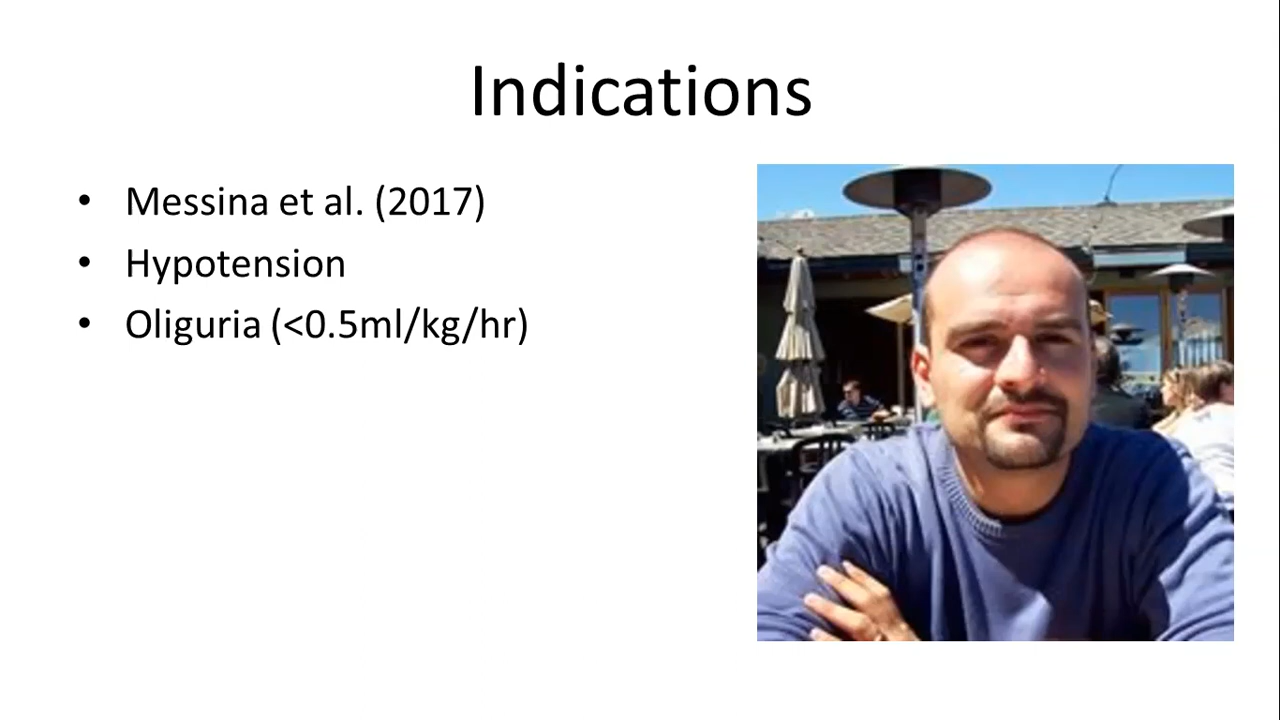 Indications
• Messina et al. (2017)
• Hypotension
• Oliguria (<0.5ml/kg/hr)